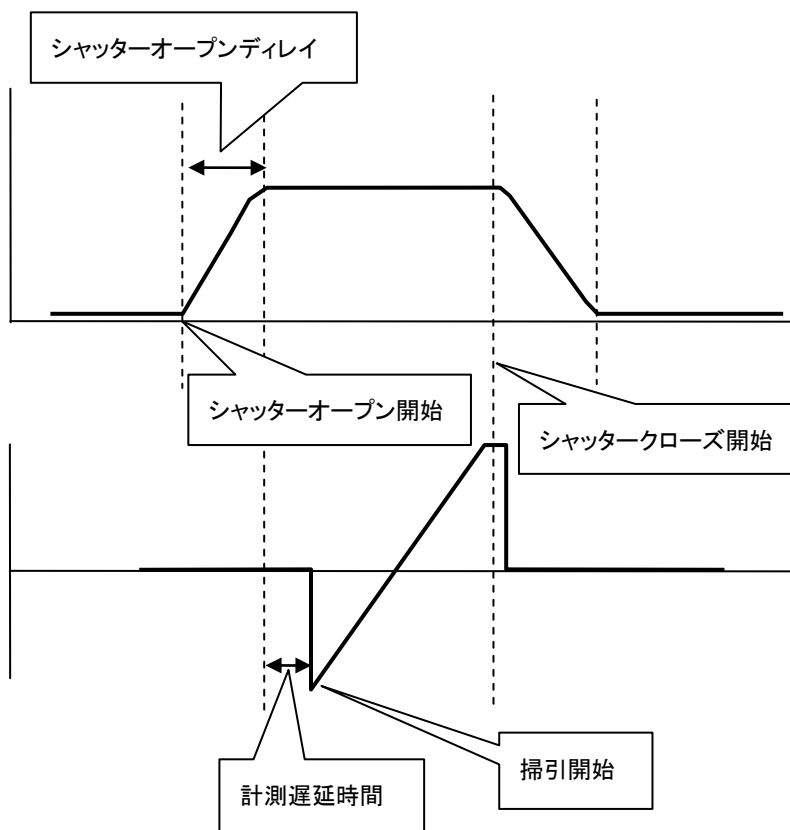 シャッターオープンディレイ
シャッターオープン開始
シャッタークローズ開始
計測遅延時間
掃引開始